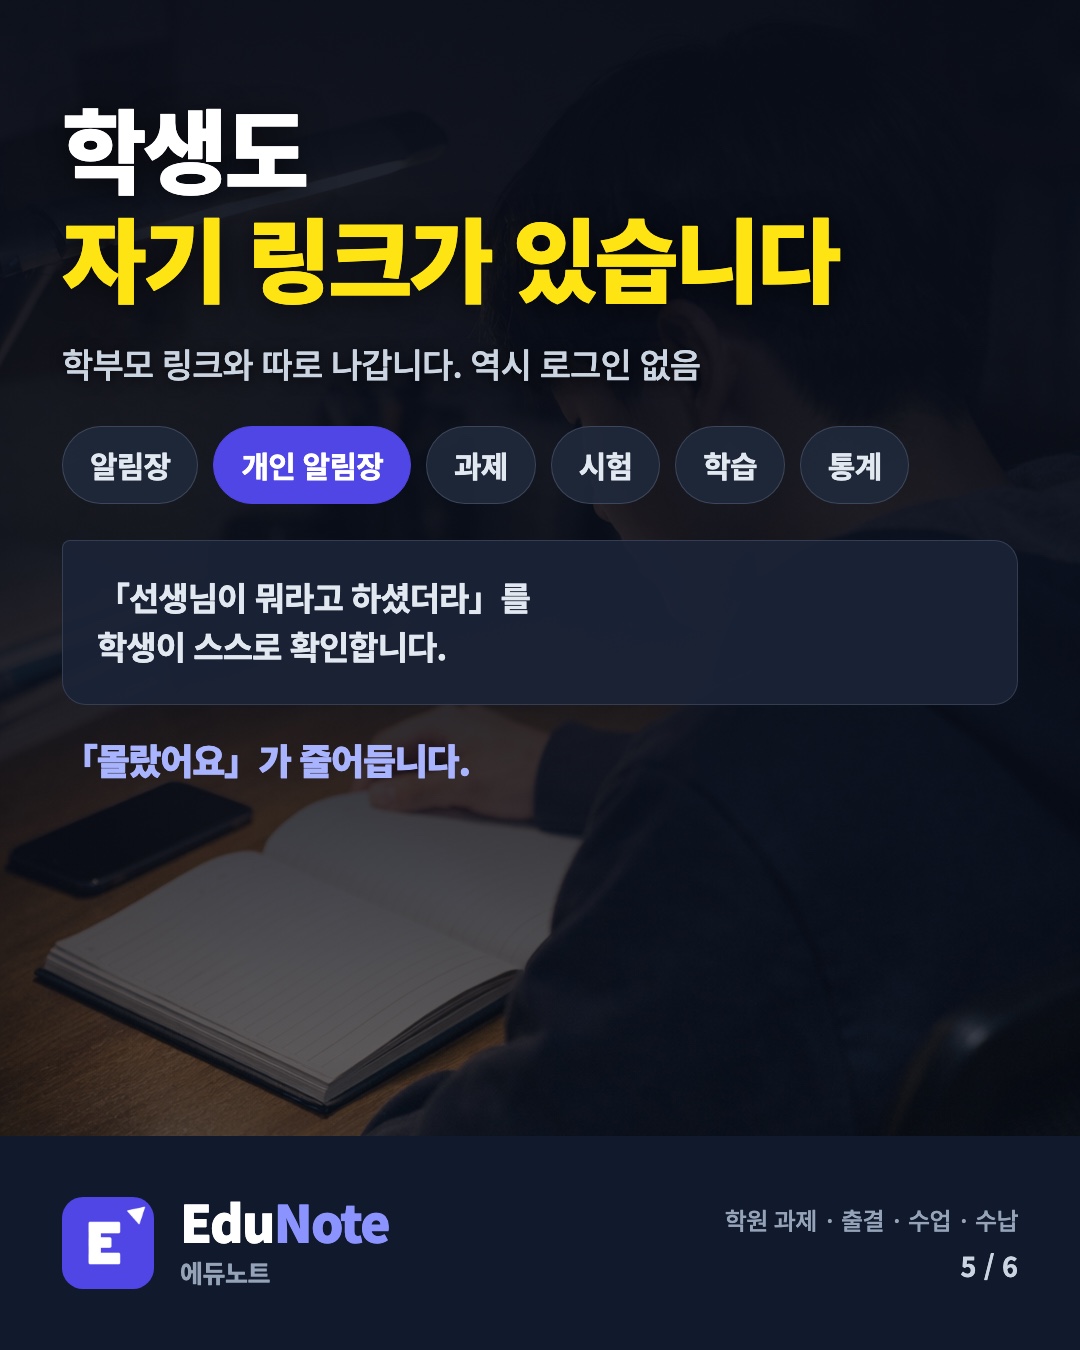 학생도
자기 링크가 있습니다
학부모 링크와 따로 나갑니다. 역시 로그인 없음
알림장 개인 알림장 과제 시험 학습 통계
「선생님이 뭐라고 하셨더라」를
학생이 스스로 확인합니다.
「몰랐어요」가 줄어듭니다.
E
EduNote
에듀노트
학원 과제 · 출결 · 수업 · 수납
5 / 6